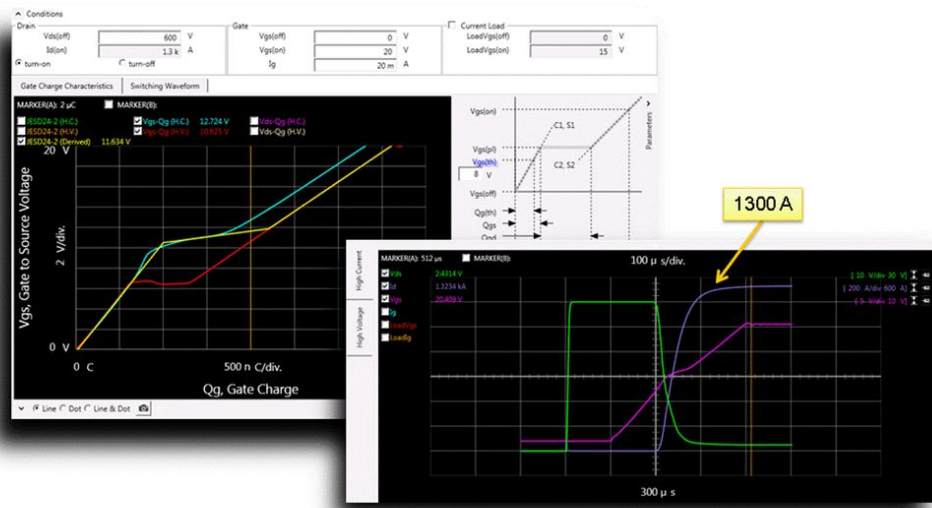 Conditions
Drain
Vds(off) 600 V
Id(on) 1.3 k A
turn-on turn-off
Gate
Vgs(off) 0 V
Vgs(on) 20 V
Ig 20 m A
Current Load
LoadVgs(off) 0 V
LoadVgs(on) 15 V
Gate Charge Characteristics Switching Waveform
MARKER(A): 2 μC MARKER(B):
JESD24-2 (H.C.) Vgs-Qg (H.C.) 12.724 V Vds-Qg (H.C.)
JESD24-2 (H.V.) Vgs-Qg (H.V.) 10.625 V Vds-Qg (H.V.)
JESD24-2 (Derived) 11.634 V
20 V
Vgs, Gate to Source Voltage
2 V/div.
0 V
0 C 500 n C/div.
Qg, Gate Charge
Line Dot Line & Dot
Parameters
Vgs(on)
C1, S1
Vgs(pl)
Vgs(th)
C2, S2
8 V
Vgs(off)
Qg(th)
Qgs
1300 A
High Current
High Voltage
MARKER(A): 512 μs MARKER(B):
100 μ s/div.
Vds 2.4314 V
Id 1.3234 kA
Vgs 20.409 V
Ig
LoadVgs
LoadIg
[ 10 V/div 30 V]
[ 200 A/div 600 A]
[ 5 V/div 10 V]
300 μ s